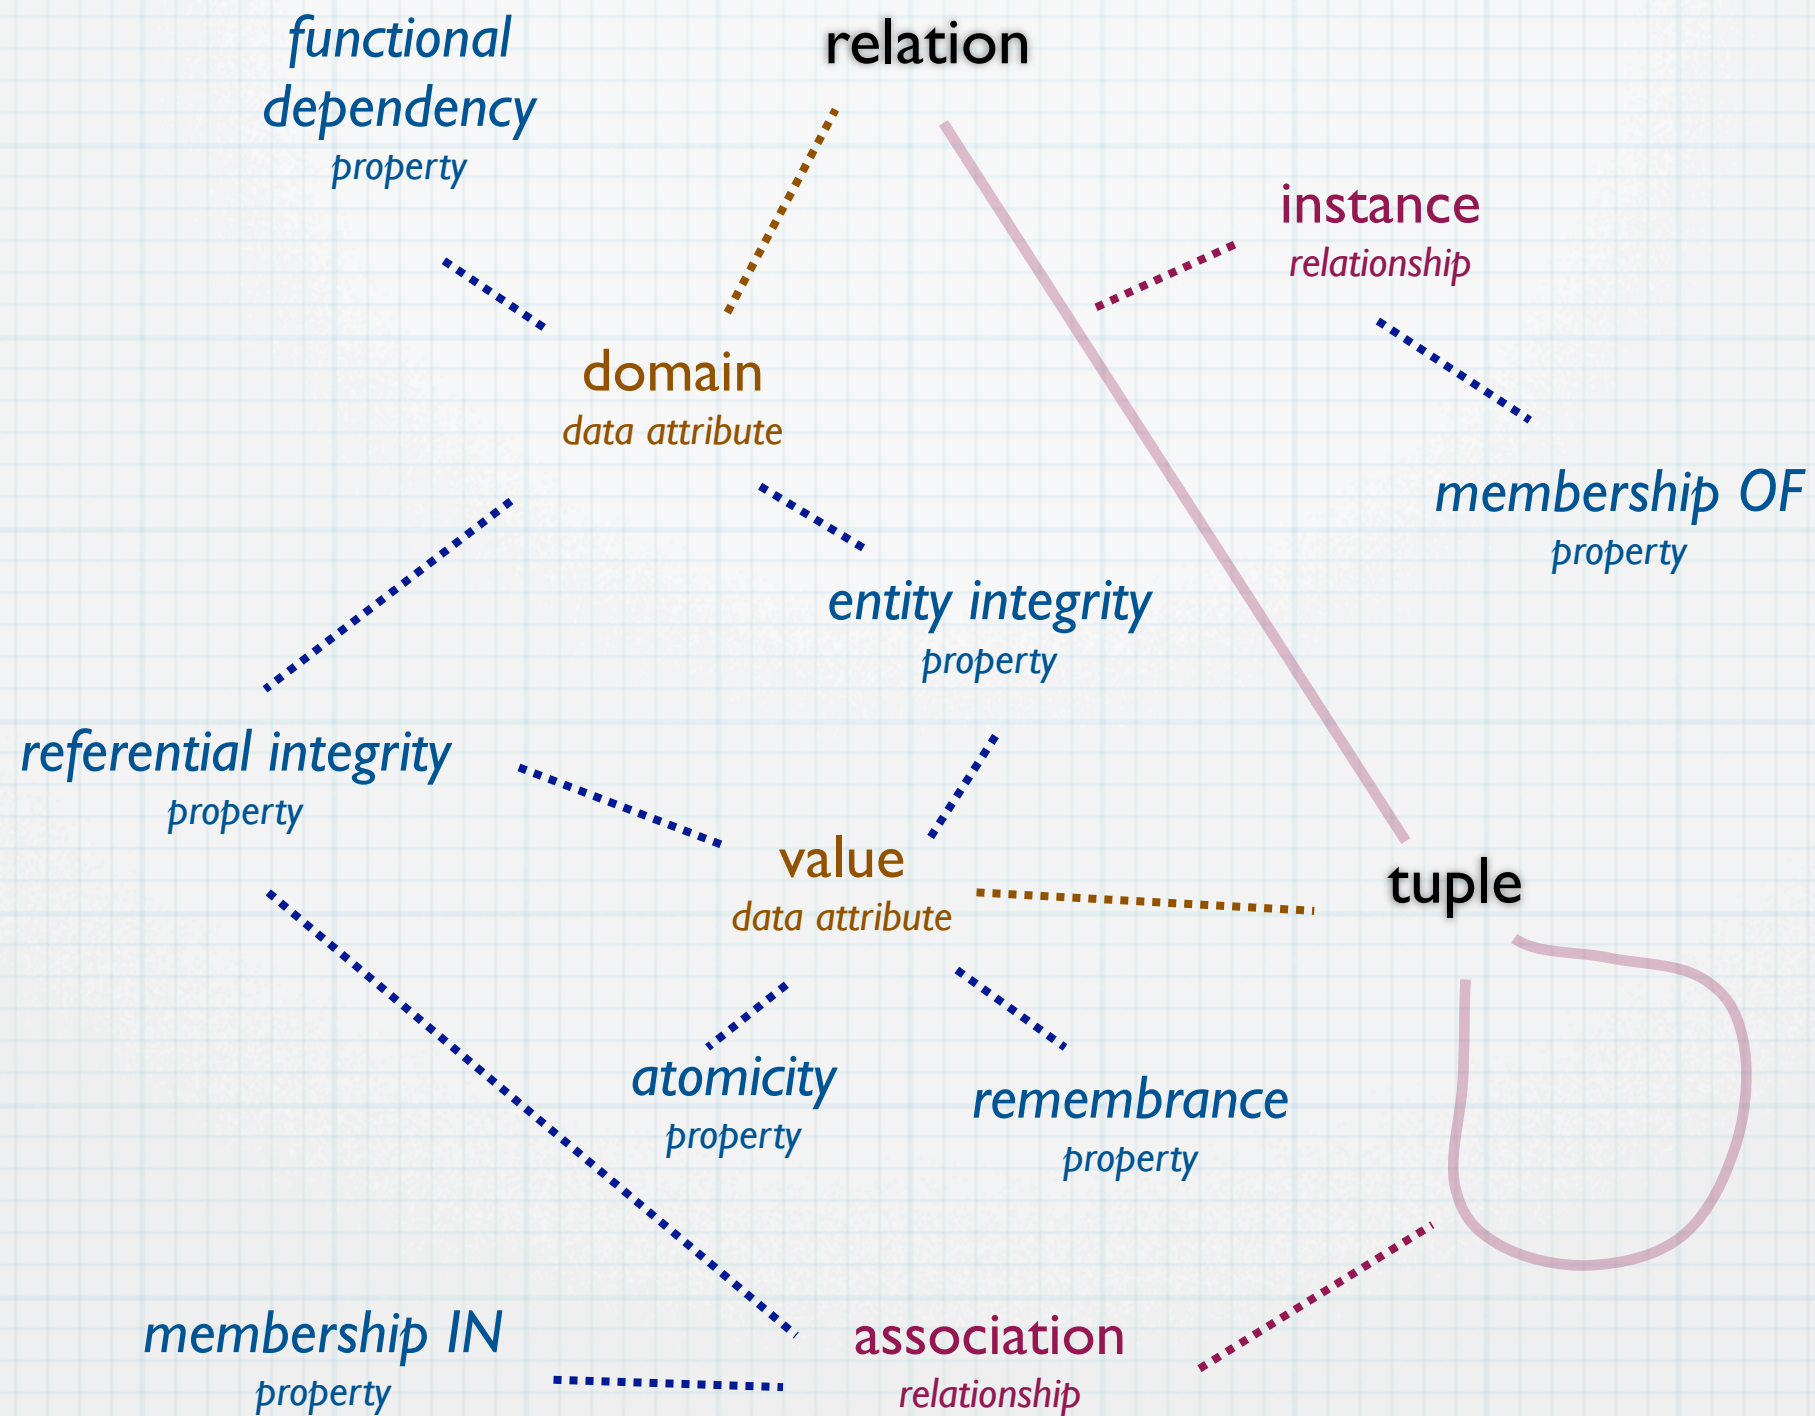 functional
dependency
property
relation
instance
relationship
domain
data attribute
membership OF
property
entity integrity
property
referential integrity
property
value
data attribute
tuple
atomicity
property
remembrance
property
membership IN
property
association
relationship